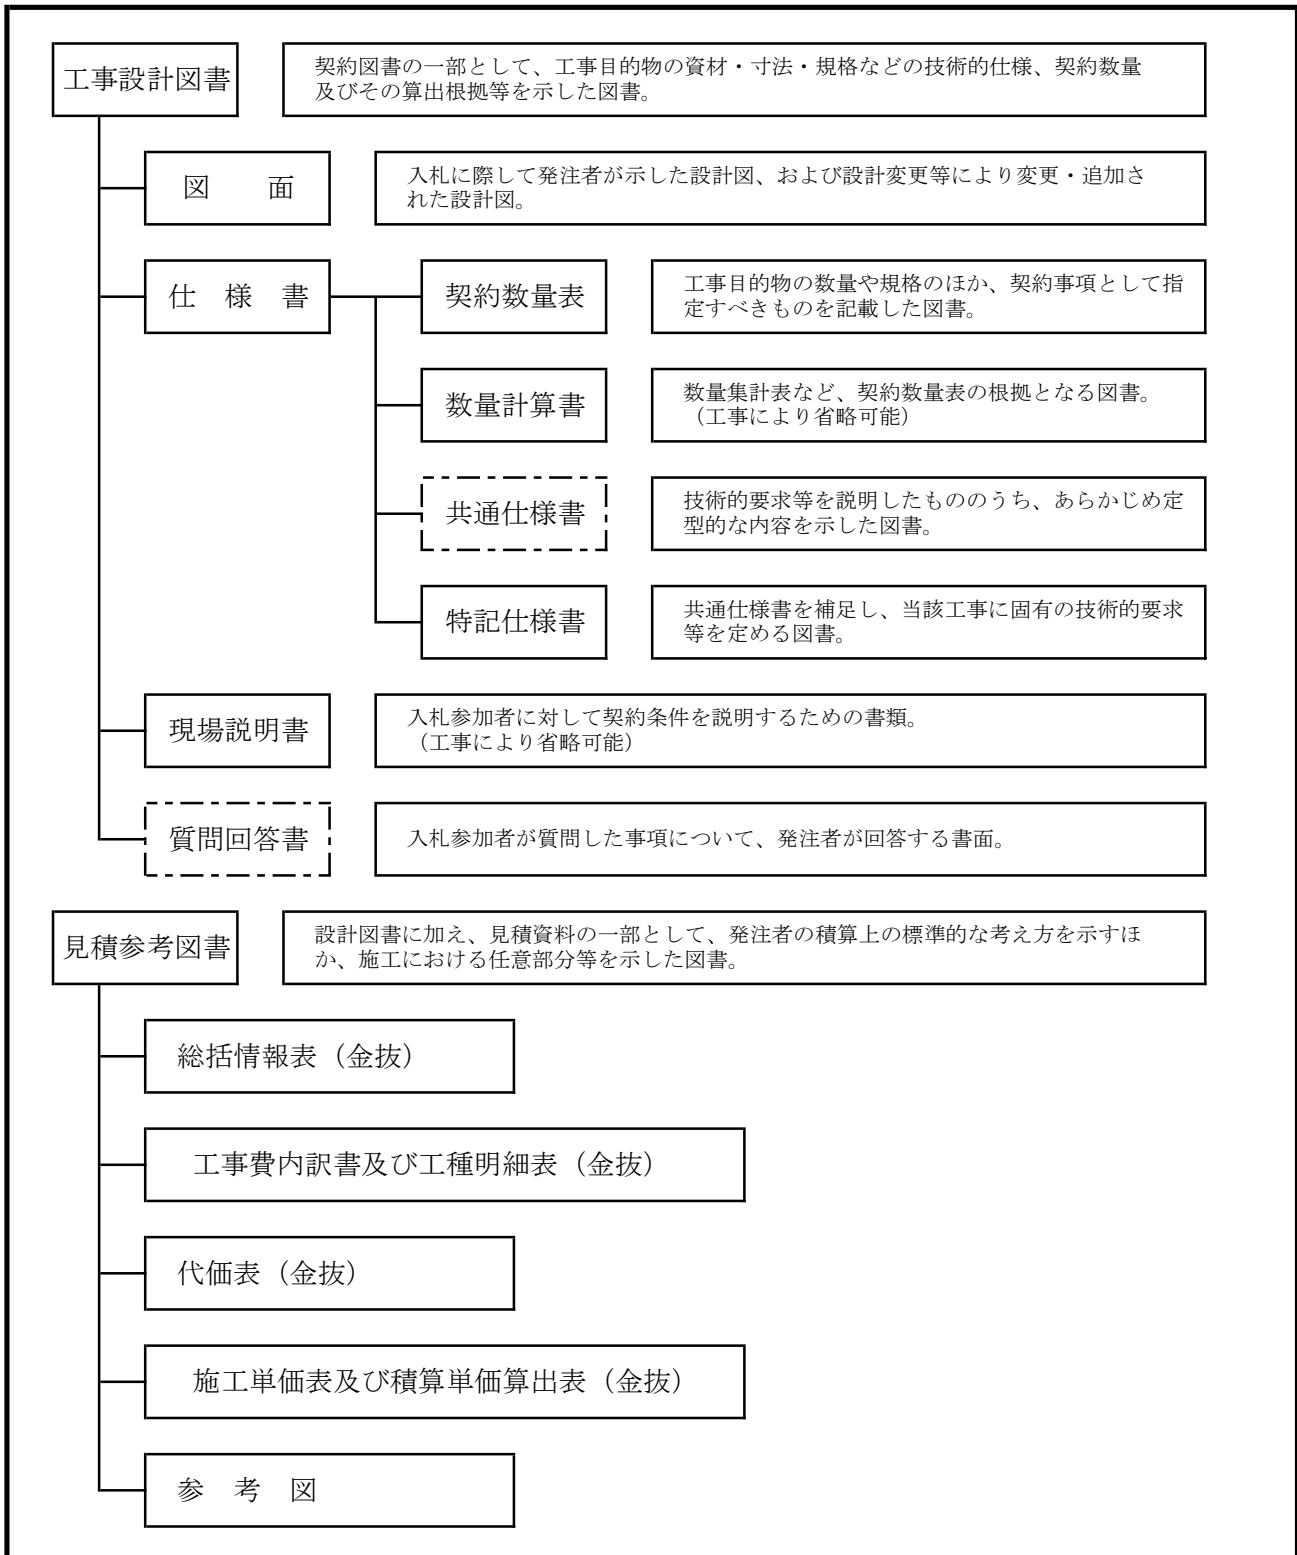 工事設計図書
契約図書の一部として、工事目的物の資材・寸法・規格などの技術的仕様、契約数量
及びその算出根拠等を示した図書。
図　　面
入札に際して発注者が示した設計図、および設計変更等により変更・追加さ
れた設計図。
仕　様　書
契約数量表
工事目的物の数量や規格のほか、契約事項として指
定すべきものを記載した図書。
数量計算書
数量集計表など、契約数量表の根拠となる図書。
（工事により省略可能）
共通仕様書
技術的要求等を説明したもののうち、あらかじめ定
型的な内容を示した図書。
特記仕様書
共通仕様書を補足し、当該工事に固有の技術的要求
等を定める図書。
現場説明書
入札参加者に対して契約条件を説明するための書類。
（工事により省略可能）
質問回答書
入札参加者が質問した事項について、発注者が回答する書面。
見積参考図書
設計図書に加え、見積資料の一部として、発注者の積算上の標準的な考え方を示すほ
か、施工における任意部分等を示した図書。
総括情報表（金抜）
工事費内訳書及び工種明細表（金抜）
代価表（金抜）
施工単価表及び積算単価算出表（金抜）
参　考　図